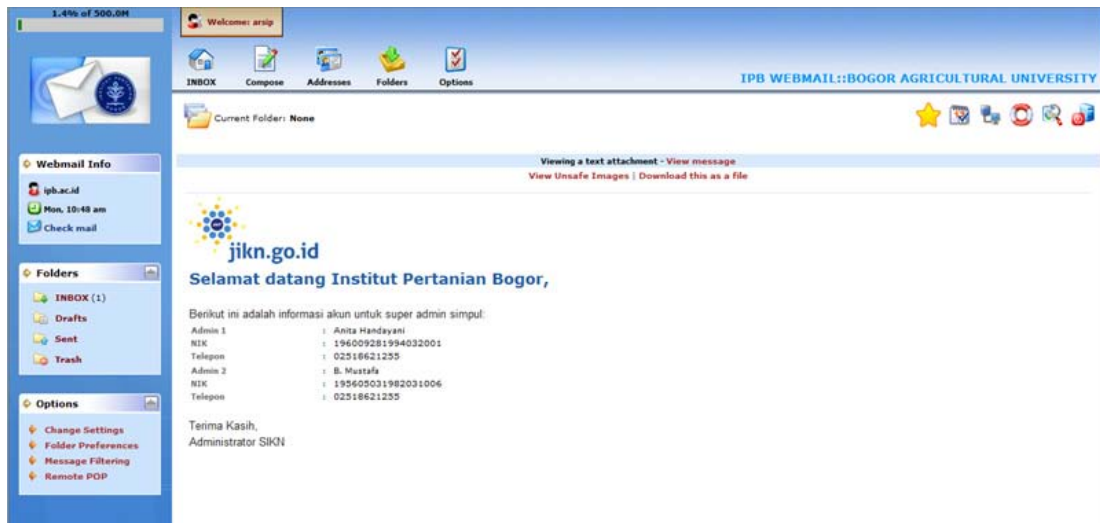 1.4% of 500.0M
Welcome: arsip
INBOX Compose Addresses Folders Options
IPB WEBMAIL::BOGOR AGRICULTURAL UNIVERSITY
Current Folder: None
Viewing a text attachment - View message
View Unsafe Images | Download this as a file
Webmail Info
ipb.ac.id
Mon, 10:48 am
Check mail
Folders
INBOX (1)
Drafts
Sent
Trash
Options
Change Settings
Folder Preferences
Message Filtering
Remote POP
jikn.go.id
Selamat datang Institut Pertanian Bogor,
Berikut ini adalah informasi akun untuk super admin simpul:
Admin 1 : Anita Handayani
NIK : 196009281994032001
Telepon : 02518621255
Admin 2 : B. Mustafa
NIK : 195605031982031006
Telepon : 02518621255
Terima Kasih,
Administrator SIKN